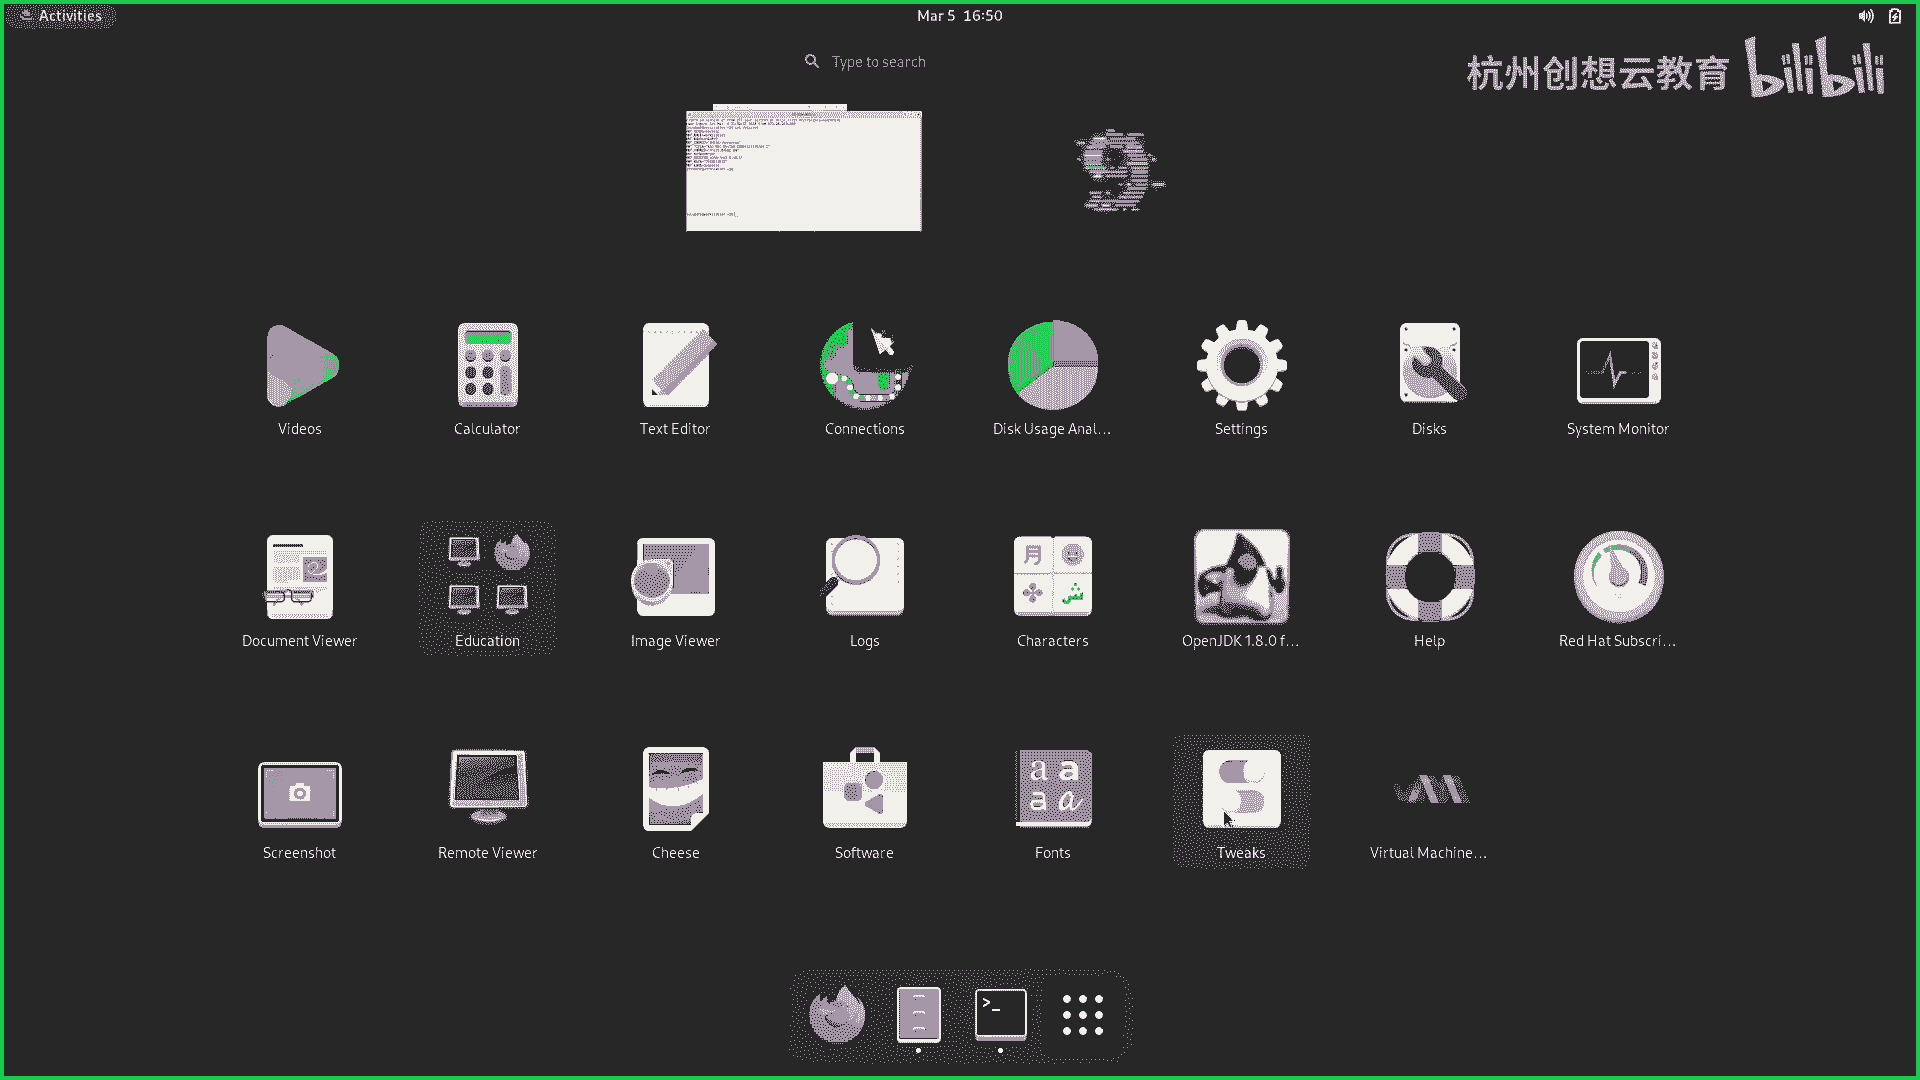 Activities
Mar 5 16:50
Type to search
杭州创想云教育 bilibili
Videos
Calculator
Text Editor
Connections
Disk Usage Anal...
Settings
Disks
System Monitor
Document Viewer
Education
Image Viewer
Logs
Characters
OpenJDK 1.8.0 f...
Help
Red Hat Subscri...
Screenshot
Remote Viewer
Cheese
Software
Fonts
Tweaks
Virtual Machine...